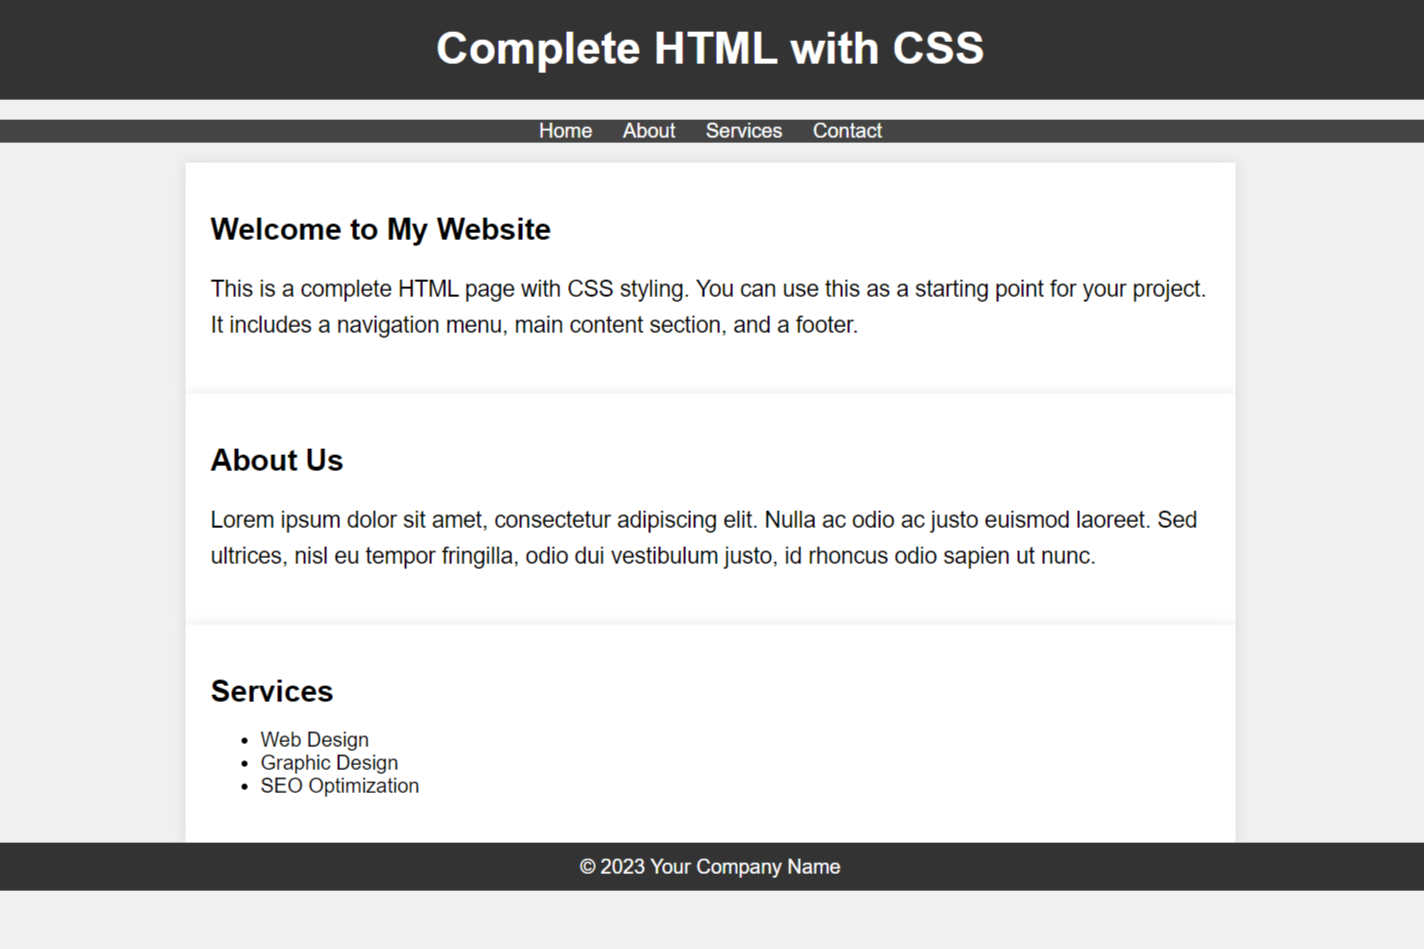 Complete HTML with CSS
Home About Services Contact
Welcome to My Website
This is a complete HTML page with CSS styling. You can use this as a starting point for your project.
It includes a navigation menu, main content section, and a footer.
About Us
Lorem ipsum dolor sit amet, consectetur adipiscing elit. Nulla ac odio ac justo euismod laoreet. Sed
ultrices, nisl eu tempor fringilla, odio dui vestibulum justo, id rhoncus odio sapien ut nunc.
Services
• Web Design
• Graphic Design
• SEO Optimization
© 2023 Your Company Name